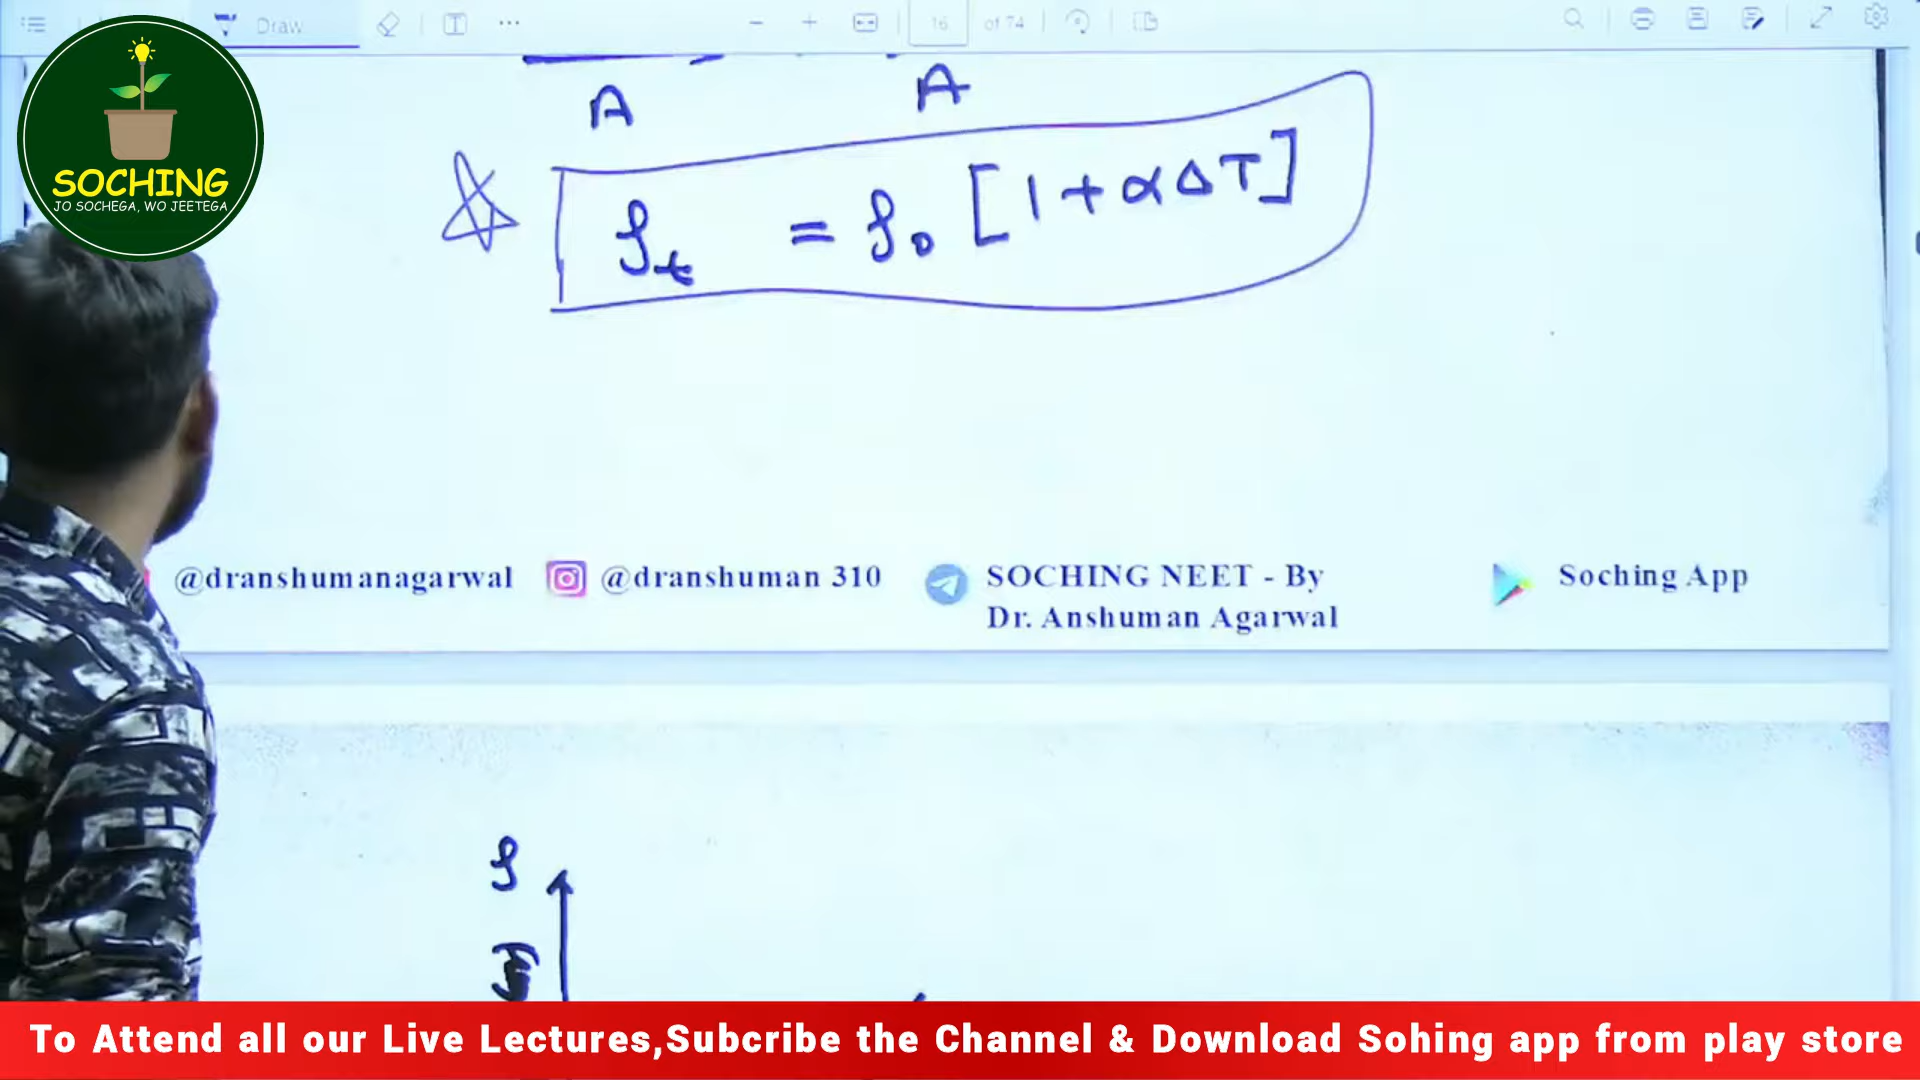 Draw
16 of 74
A A
ρt = ρ0 [1 + αΔT]
SOCHING
JO SOCHEGA, WO JEETEGA
@dranshumanagarwal @dranshuman 310 SOCHING NEET - By Soching App
Dr. Anshuman Agarwal
ρ
To Attend all our Live Lectures,Subcribe the Channel & Download Sohing app from play store